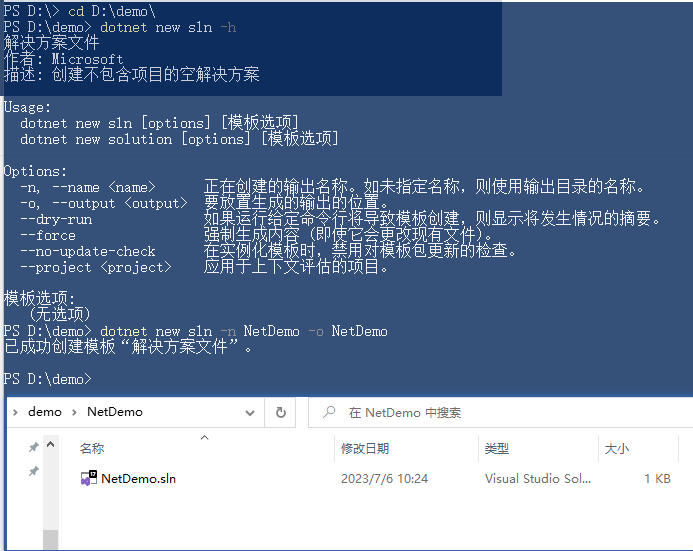 PS D:\> cd D:\demo\
PS D:\demo> dotnet new sln -h
解决方案文件
作者: Microsoft
描述: 创建不包含项目的空解决方案
Usage:
dotnet new sln [options] [模板选项]
dotnet new solution [options] [模板选项]
Options:
-n, --name <name> 正在创建的输出名称。如未指定名称，则使用输出目录的名称。
-o, --output <output> 要放置生成的输出的位置。
--dry-run 如果运行给定命令行将导致模板创建，则显示将发生情况的摘要。
--force 强制生成内容 (即使它会更改现有文件)。
--no-update-check 在实例化模板时，禁用对模板包更新的检查。
--project <project> 应用于上下文评估的项目。
模板选项:
(无选项)
PS D:\demo> dotnet new sln -n NetDemo -o NetDemo
已成功创建模板“解决方案文件”。
PS D:\demo>
demo > NetDemo 在 NetDemo 中搜索
名称 修改日期 类型 大小
NetDemo.sln 2023/7/6 10:24 Visual Studio Sol... 1 KB